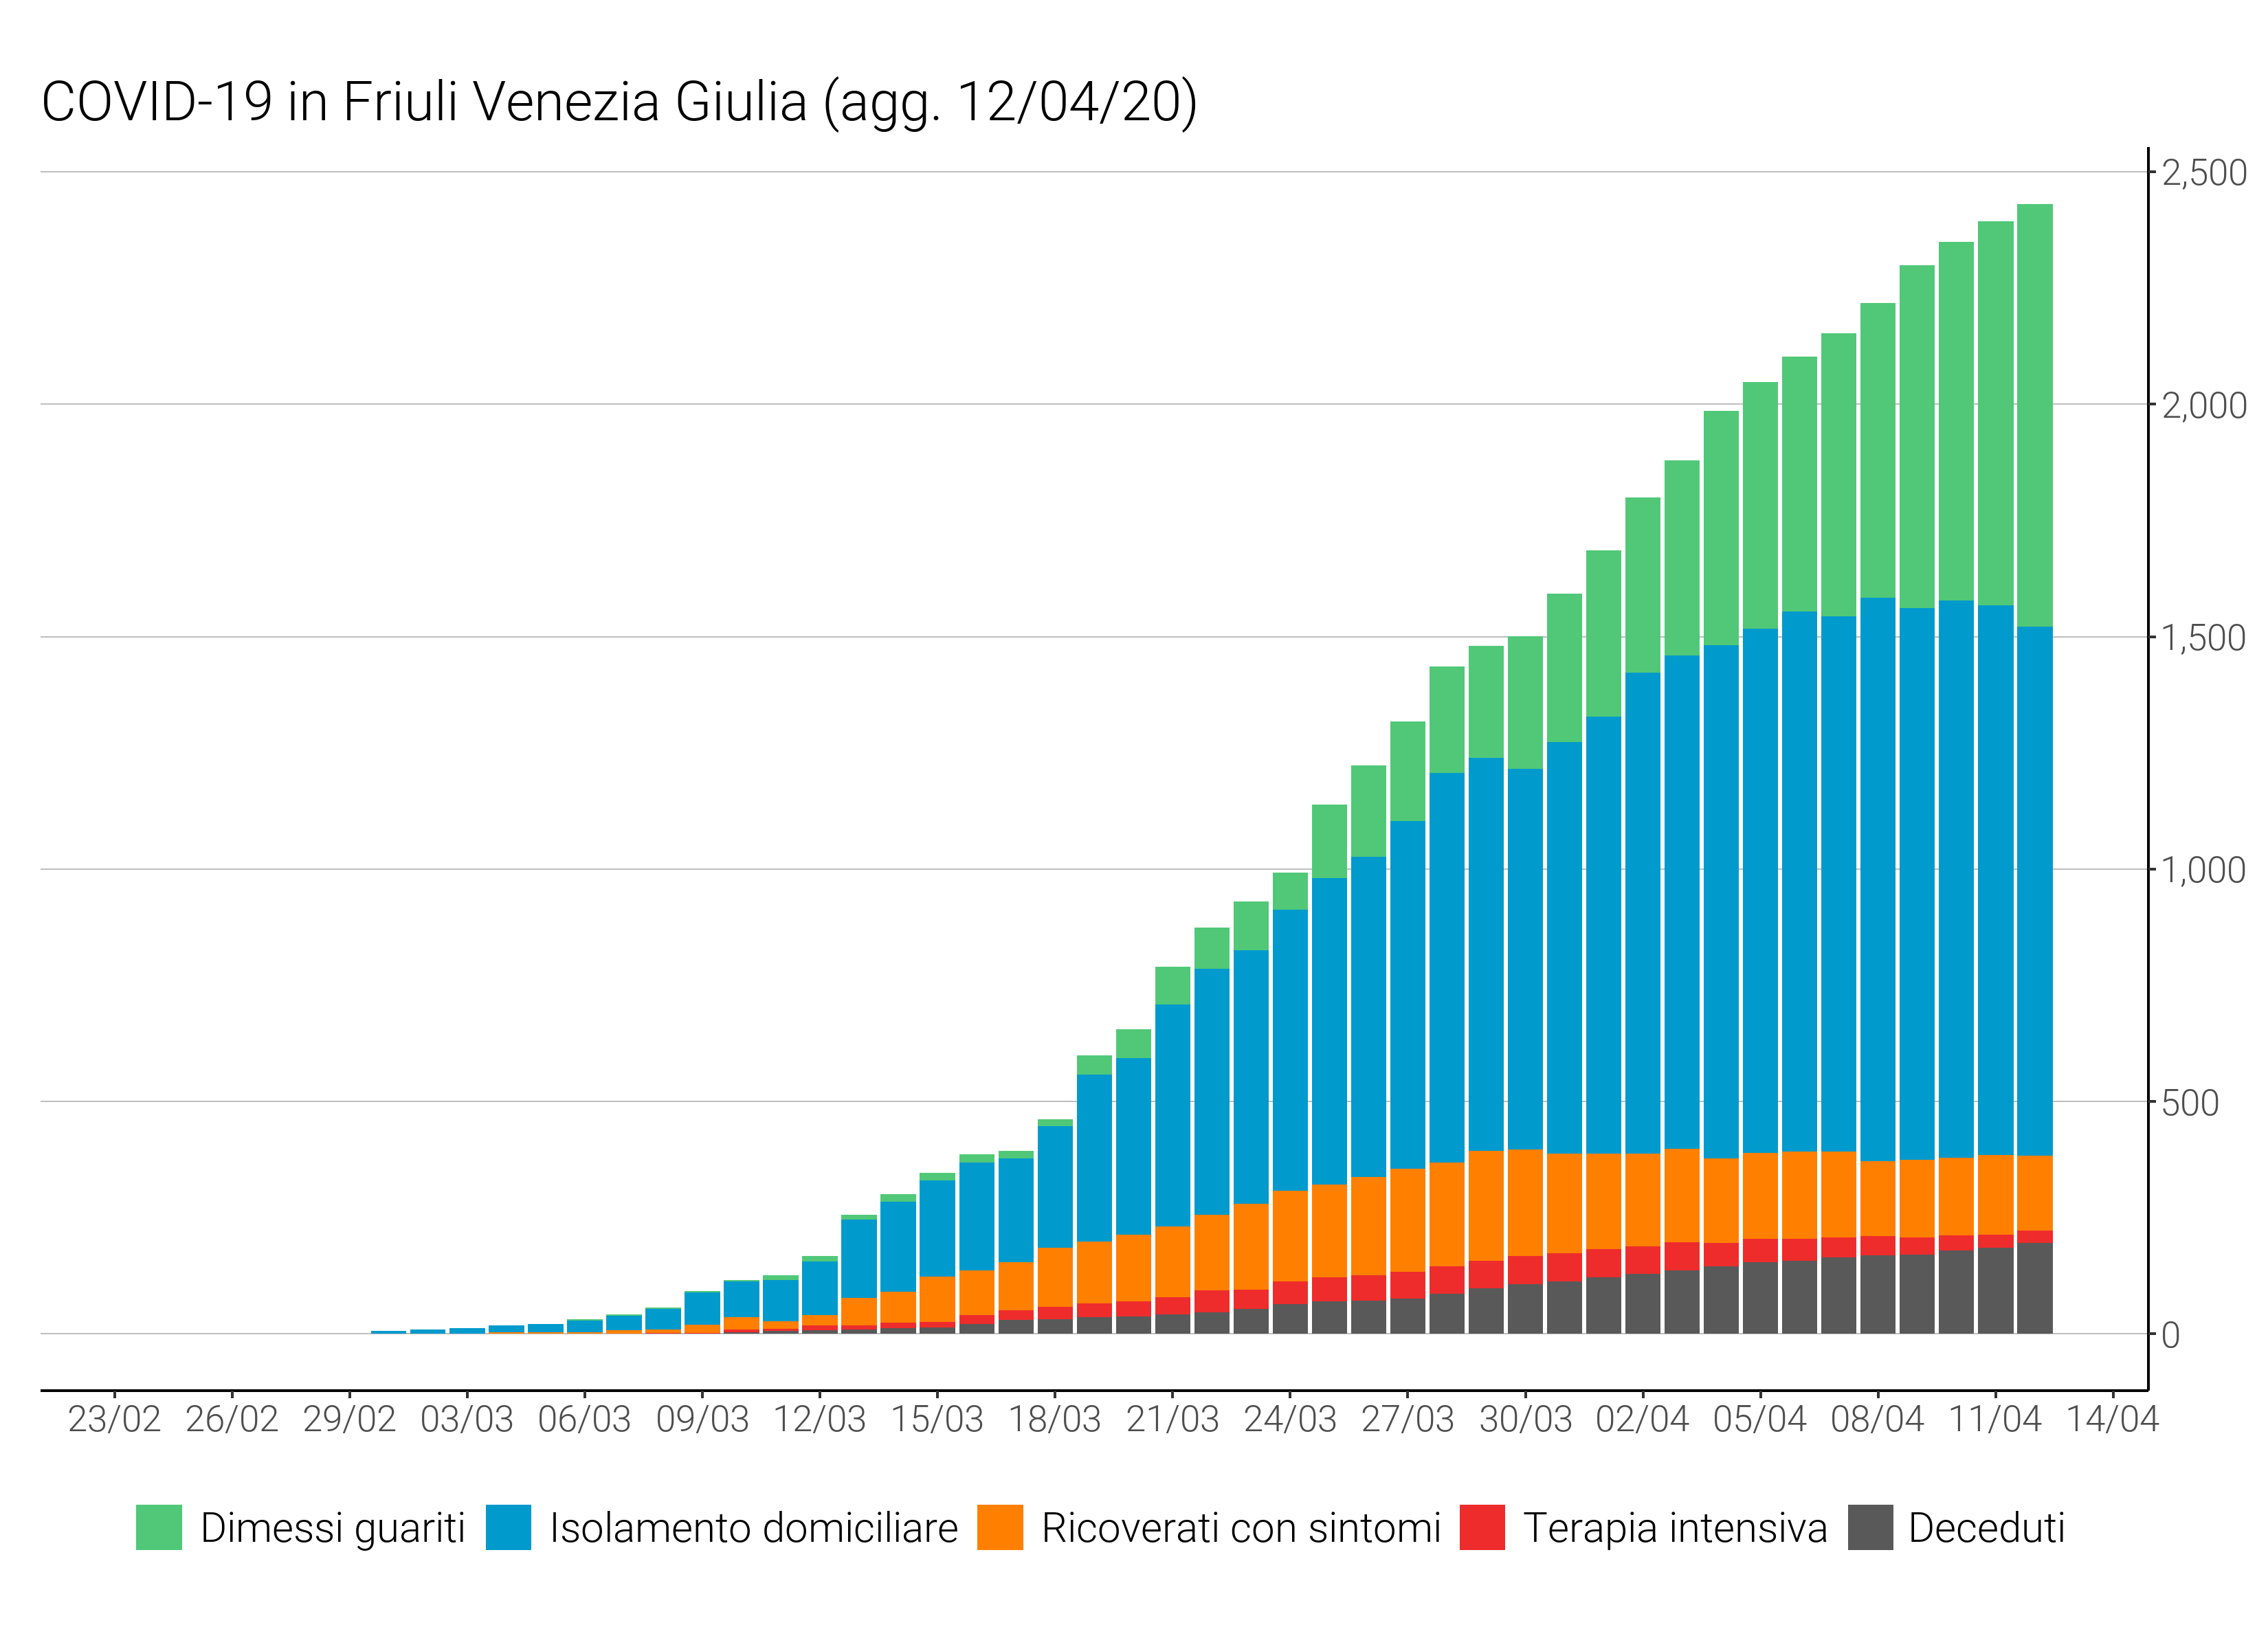 COVID-19 in Friuli Venezia Giulia (agg. 12/04/20)
2,500
2,000
1,500
1,000
500
0
23/02 26/02 29/02 03/03 06/03 09/03 12/03 15/03 18/03 21/03 24/03 27/03 30/03 02/04 05/04 08/04 11/04 14/04
Dimessi guariti Isolamento domiciliare Ricoverati con sintomi Terapia intensiva Deceduti